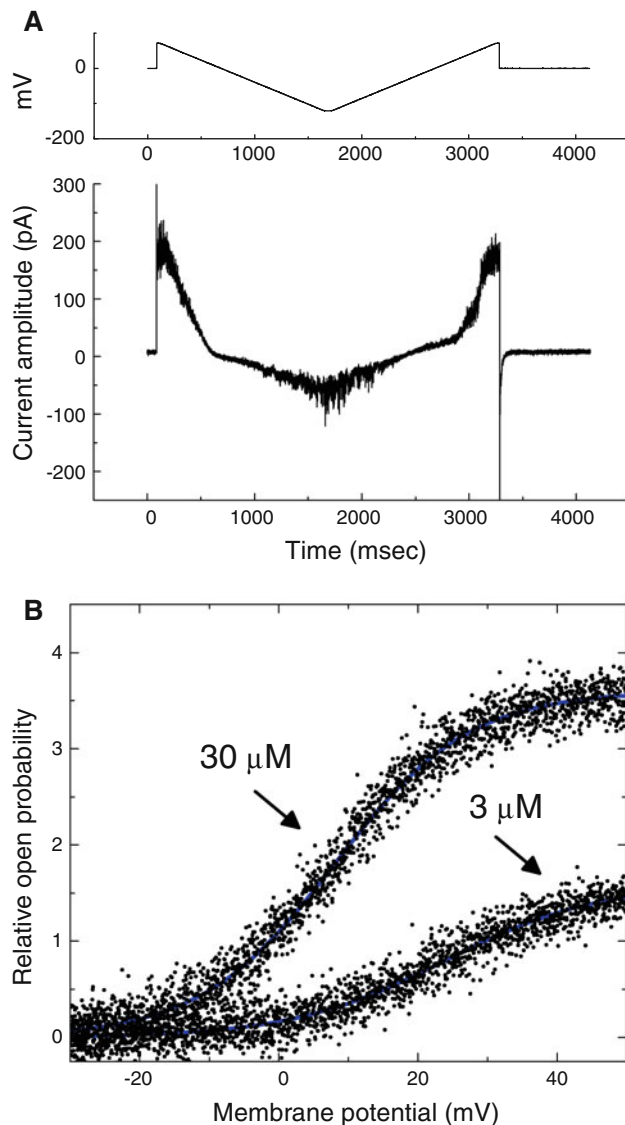 A
mV
0
-200
0 1000 2000 3000 4000
Current amplitude (pA)
300
200
100
0
-100
-200
0 1000 2000 3000 4000
Time (msec)
B
Relative open probability
4
3
2
1
0
30 μM
3 μM
-20 0 20 40
Membrane potential (mV)